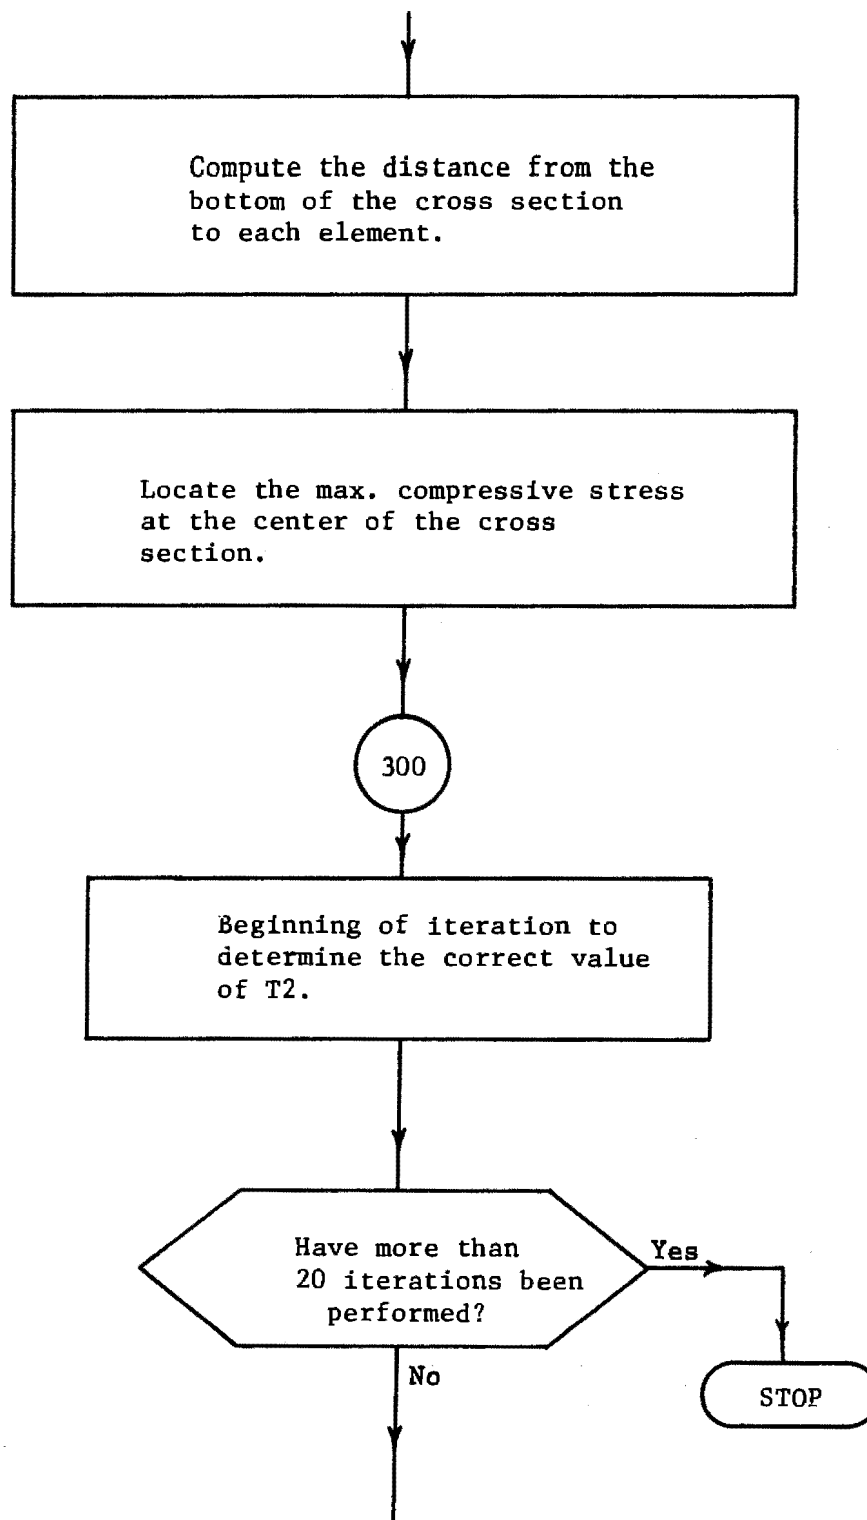 Compute the distance from the
bottom of the cross section
to each element.
Locate the max. compressive stress
at the center of the cross
section.
300
Beginning of iteration to
determine the correct value
of T2.
Have more than
20 iterations been
performed?
Yes
No
STOP